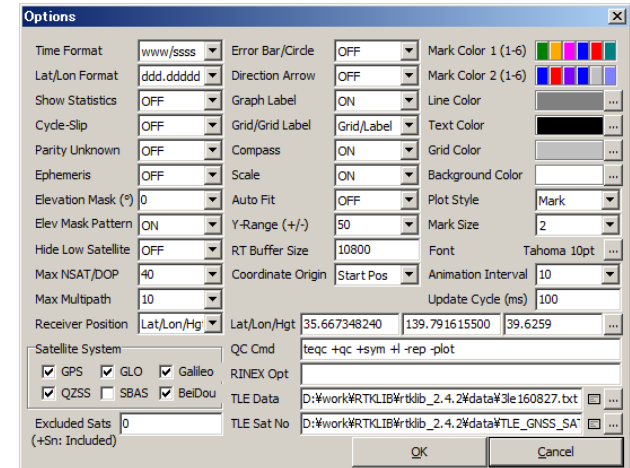 Options
Time Format www/ssss Error Bar/Circle OFF Mark Color 1 (1-6)
Lat/Lon Format ddd.ddddd Direction Arrow OFF Mark Color 2 (1-6)
Show Statistics OFF Graph Label ON Line Color ...
Cycle-Slip OFF Grid/Grid Label Grid/Label Text Color ...
Parity Unknown OFF Compass ON Grid Color ...
Ephemeris OFF Scale ON Background Color ...
Elevation Mask (°) 0 Auto Fit OFF Plot Style Mark
Elev Mask Pattern ON Y-Range (+/-) 50 Mark Size 2
Hide Low Satellite OFF RT Buffer Size 10800 Font Tahoma 10pt ...
Max NSAT/DOP 40 Coordinate Origin Start Pos Animation Interval 10
Max Multipath 10 Update Cycle (ms) 100
Receiver Position Lat/Lon/Hgt Lat/Lon/Hgt 35.667348240 139.791615500 39.6259 ...
Satellite System QC Cmd teqc +qc +sym +l -rep -plot
GPS GLO Galileo RINEX Opt
QZSS SBAS BeiDou TLE Data D:¥work¥RTKLIB¥rtklib_2.4.2¥data¥3le160827.txt ...
Excluded Sats 0 TLE Sat No D:¥work¥RTKLIB¥rtklib_2.4.2¥data¥TLE_GNSS_SAT ...
(+Sn: Included) OK Cancel